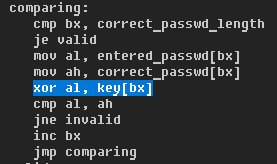 comparing:
cmp bx, correct_passwd_length
je valid
mov al, entered_passwd[bx]
mov ah, correct_passwd[bx]
xor al, key[bx]
cmp al, ah
jne invalid
inc bx
jmp comparing